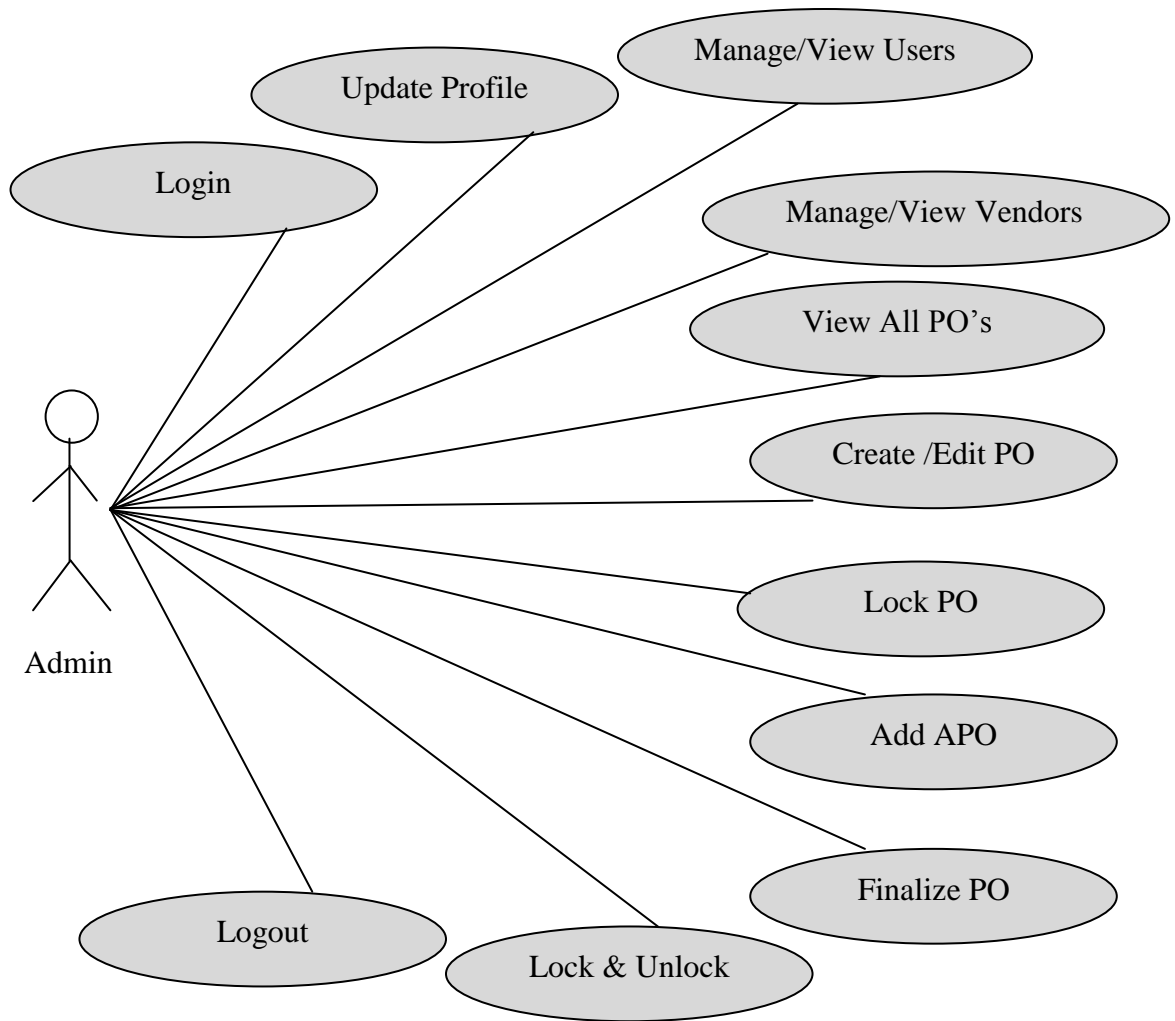 Manage/View Users
Update Profile
Login
Manage/View Vendors
View All PO’s
Create /Edit PO
Lock PO
Admin
Add APO
Finalize PO
Logout
Lock & Unlock